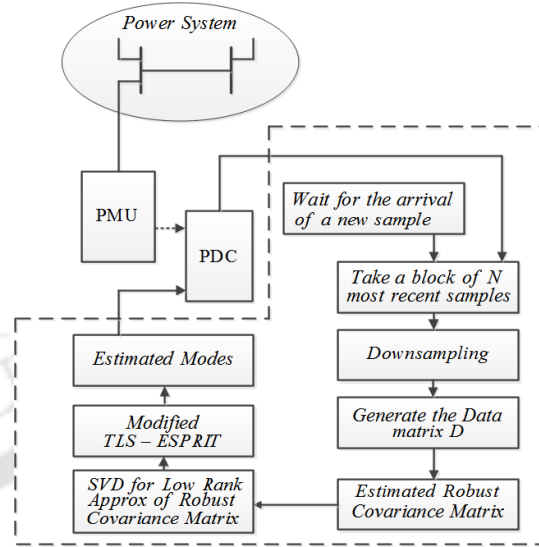 Power System
PMU
PDC
Wait for the arrival
of a new sample
Take a block of N
most recent samples
Downsampling
Generate the Data
matrix D
Estimated Robust
Covariance Matrix
SVD for Low Rank
Approx of Robust
Covariance Matrix
Modified
TLS – ESPRIT
Estimated Modes